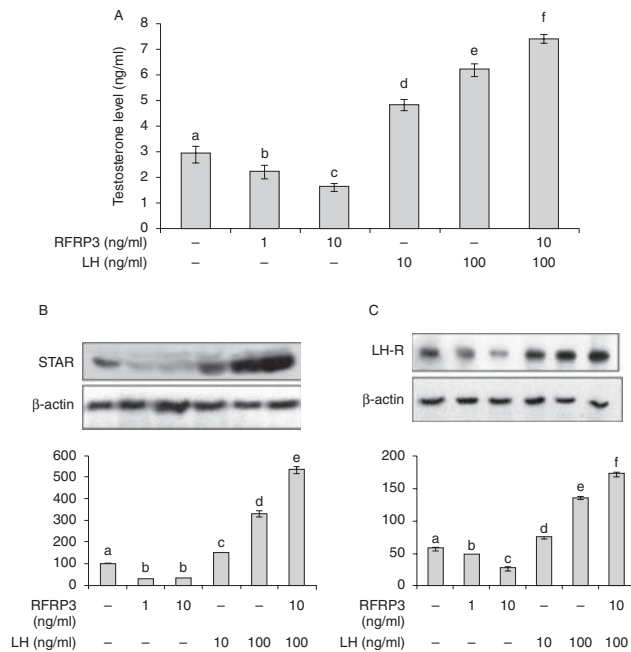 A
Testosterone level (ng/ml)
8
7
6
5
4
3
2
1
0
a
b
c
d
e
f
RFRP3 (ng/ml) – 1 10 – – 10
LH (ng/ml) – – – 10 100 100
B
STAR
β-actin
600
500
400
300
200
100
0
a
b
b
c
d
e
RFRP3 – 1 10 – – 10
(ng/ml)
LH (ng/ml) – – – 10 100 100
C
LH-R
β-actin
200
150
100
50
0
a
b
c
d
e
f
RFRP3 – 1 10 – – 10
(ng/ml)
LH (ng/ml) – – – 10 100 100